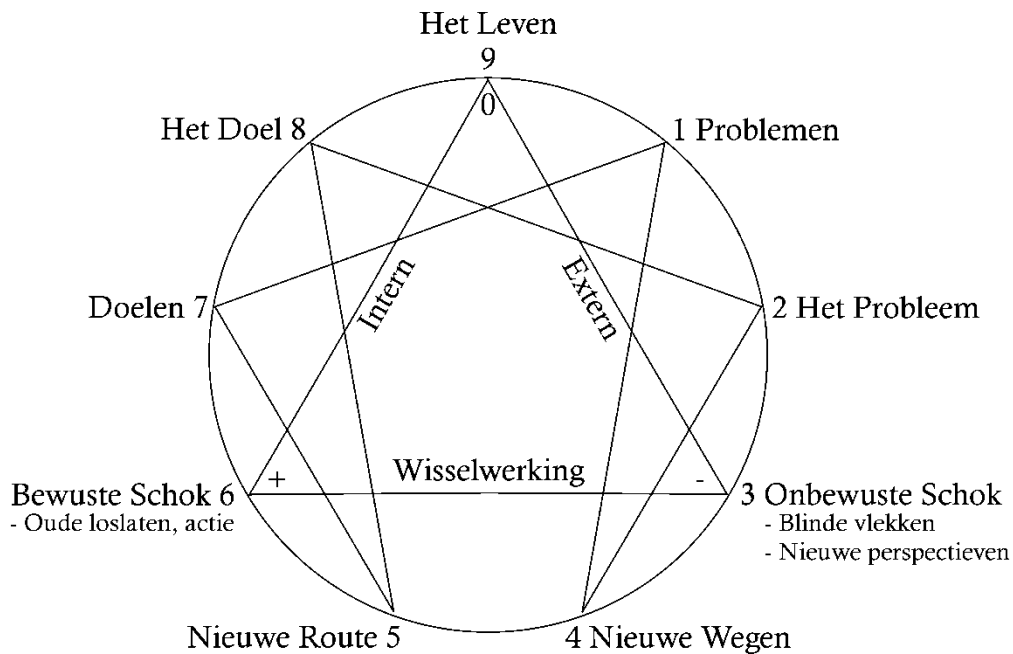 Het Leven
9
0
Het Doel 8
1 Problemen
Intern
Extern
Doelen 7
2 Het Probleem
+
Wisselwerking
-
Bewuste Schok 6
- Oude loslaten, actie
3 Onbewuste Schok
- Blinde vlekken
- Nieuwe perspectieven
Nieuwe Route 5
4 Nieuwe Wegen